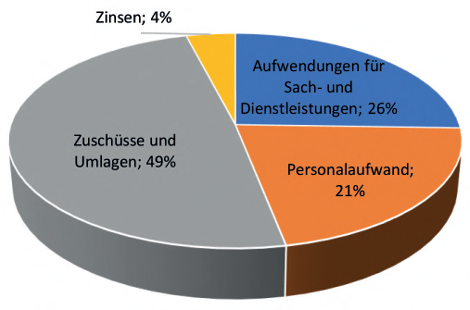 Zinsen; 4%
Aufwendungen für
Sach- und
Dienstleistungen; 26%
Zuschüsse und
Umlagen; 49%
Personalaufwand;
21%